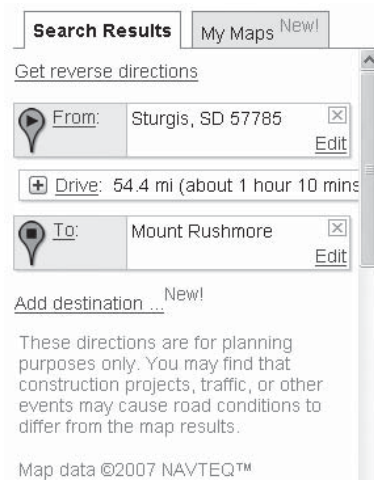 Search Results My Maps New!
Get reverse directions
From: Sturgis, SD 57785
Edit
Drive: 54.4 mi (about 1 hour 10 mins
To: Mount Rushmore
Edit
Add destination ... New!
These directions are for planning
purposes only. You may find that
construction projects, traffic, or other
events may cause road conditions to
differ from the map results.
Map data ©2007 NAVTEQ™